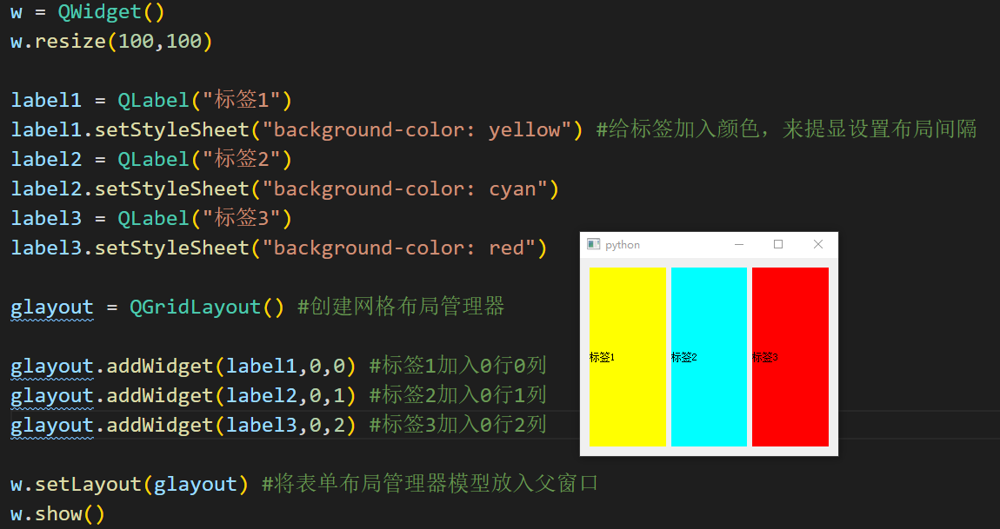 w = QWidget()
w.resize(100,100)
label1 = QLabel("标签1")
label1.setStyleSheet("background-color: yellow") #给标签加入颜色，来提显设置布局间隔
label2 = QLabel("标签2")
label2.setStyleSheet("background-color: cyan")
label3 = QLabel("标签3")
label3.setStyleSheet("background-color: red")
glayout = QGridLayout() #创建网格布局管理器
glayout.addWidget(label1,0,0) #标签1加入0行0列
glayout.addWidget(label2,0,1) #标签2加入0行1列
glayout.addWidget(label3,0,2) #标签3加入0行2列
w.setLayout(glayout) #将表单布局管理器模型放入父窗口
w.show()
python
标签1 标签2 标签3